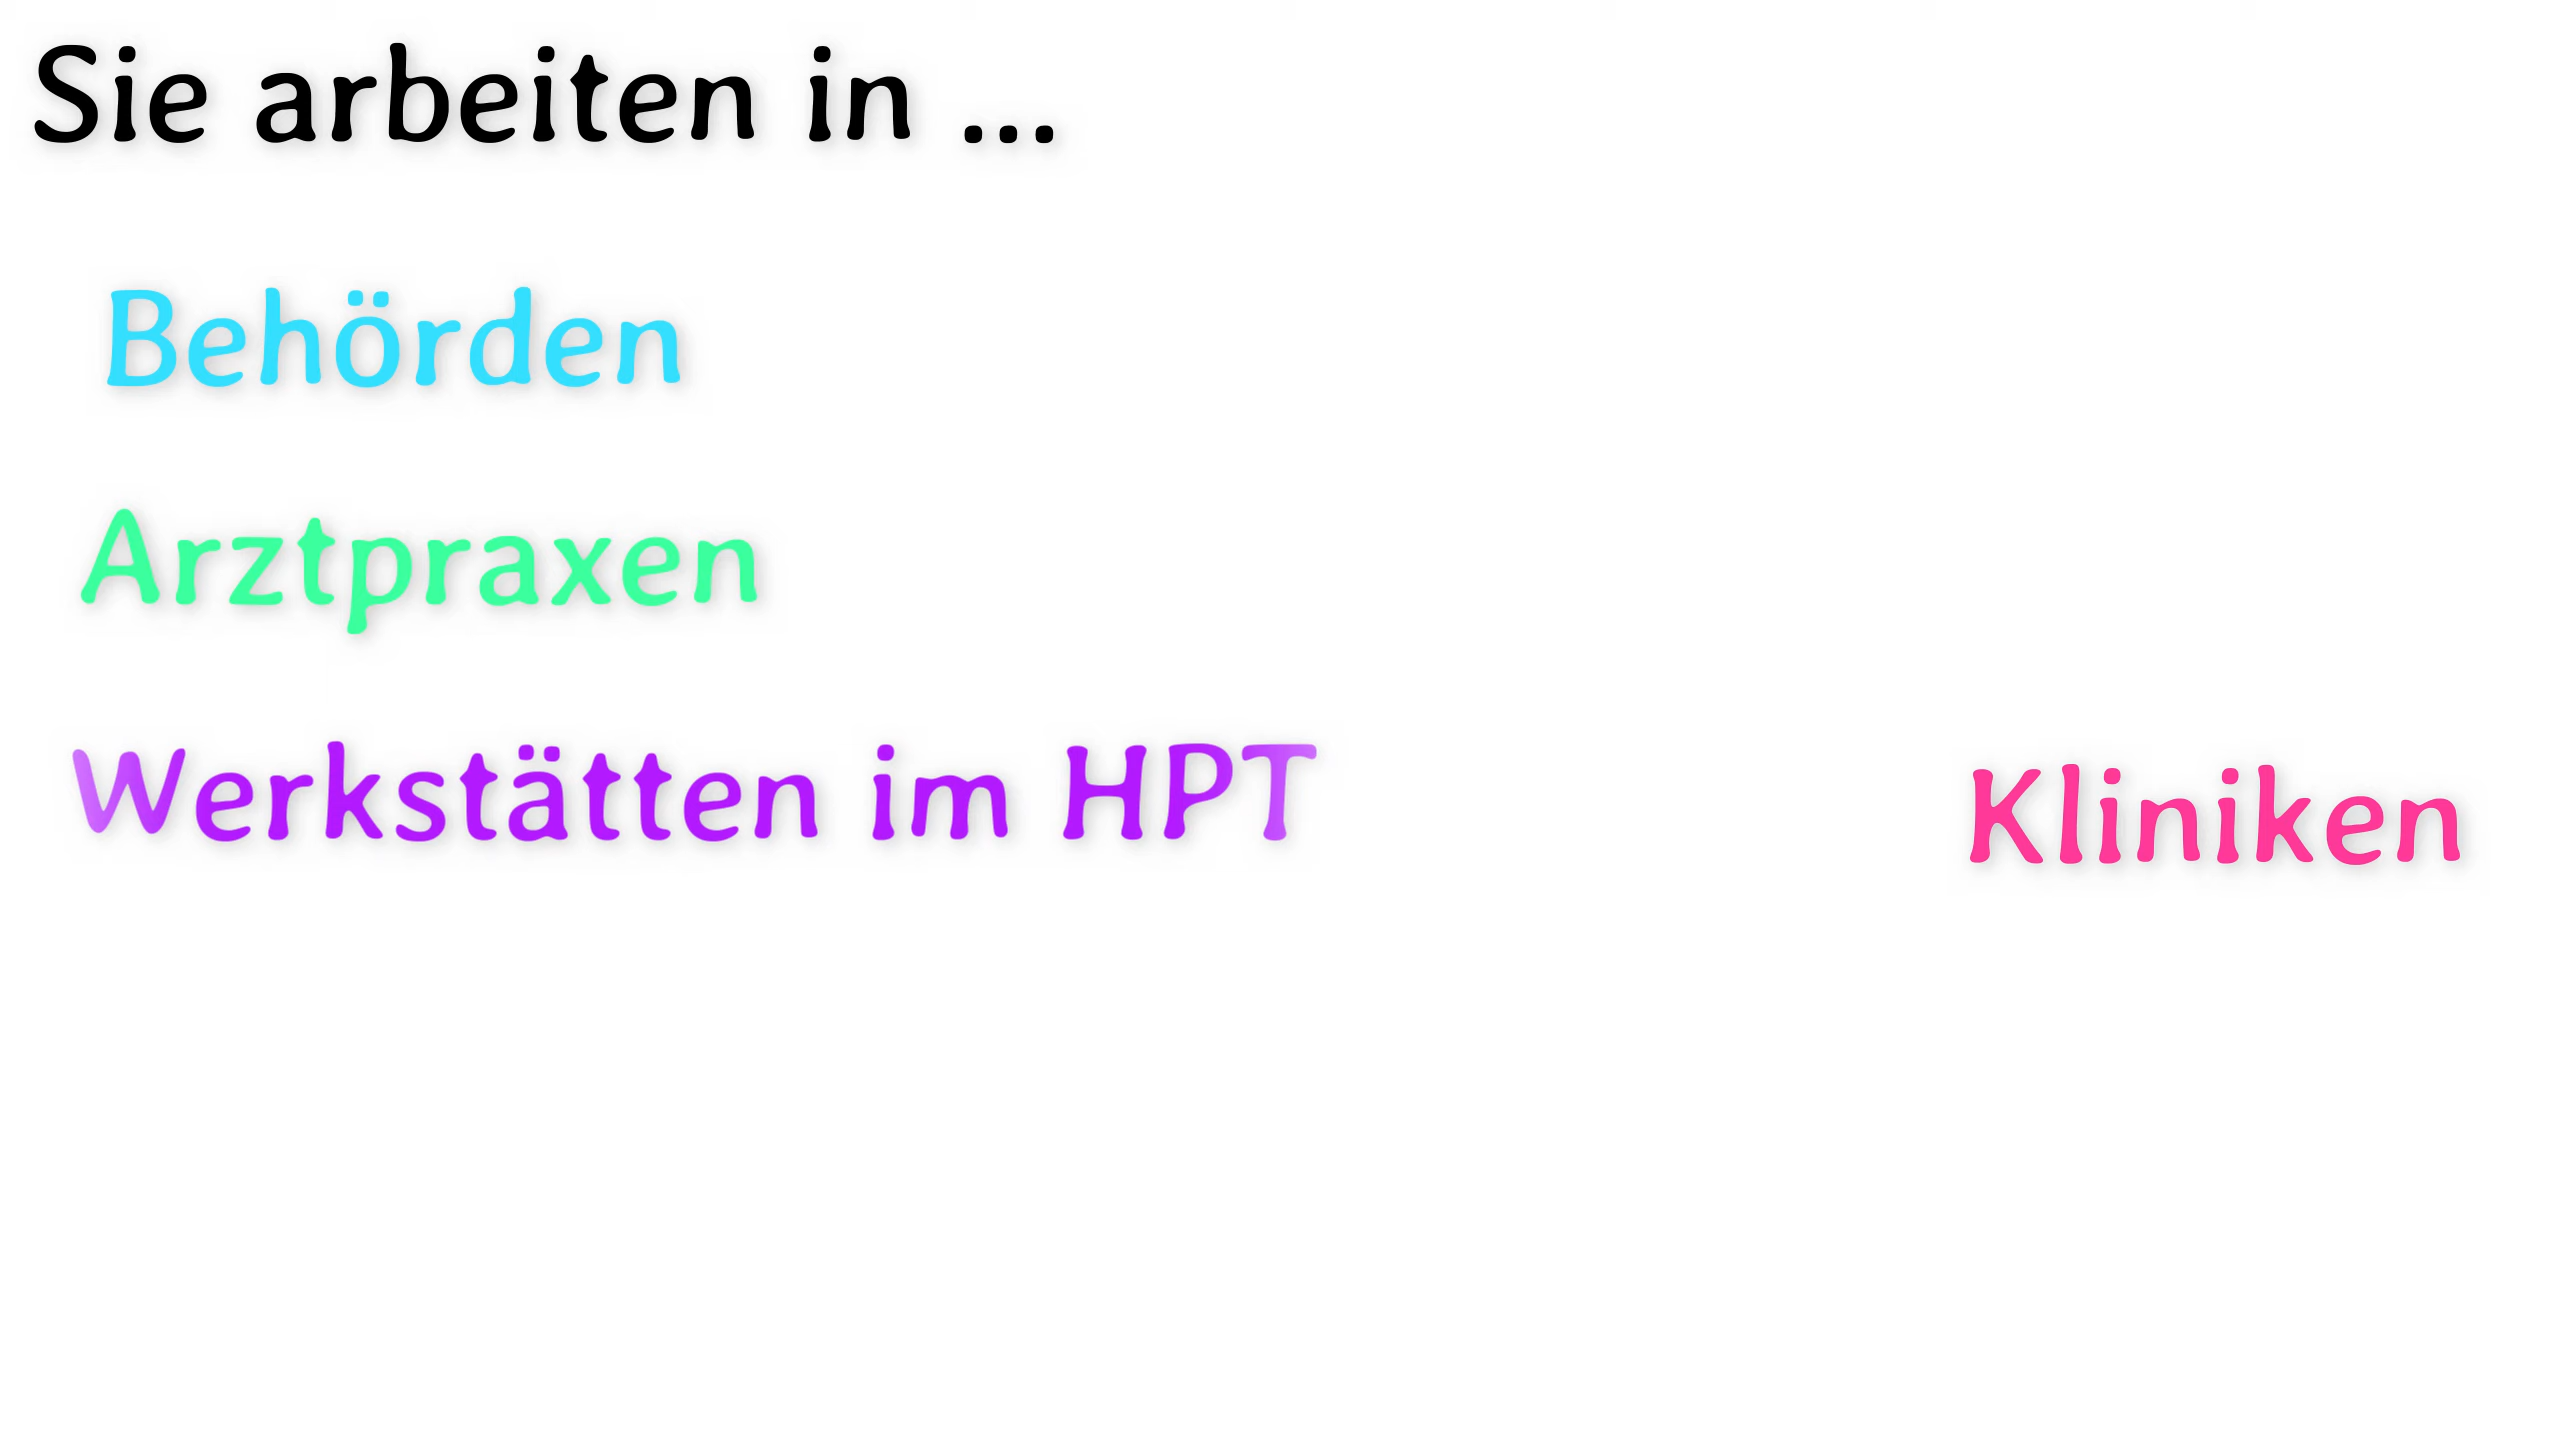 Sie arbeiten in ...
Behörden
Arztpraxen
Werkstätten im HPT
Kliniken